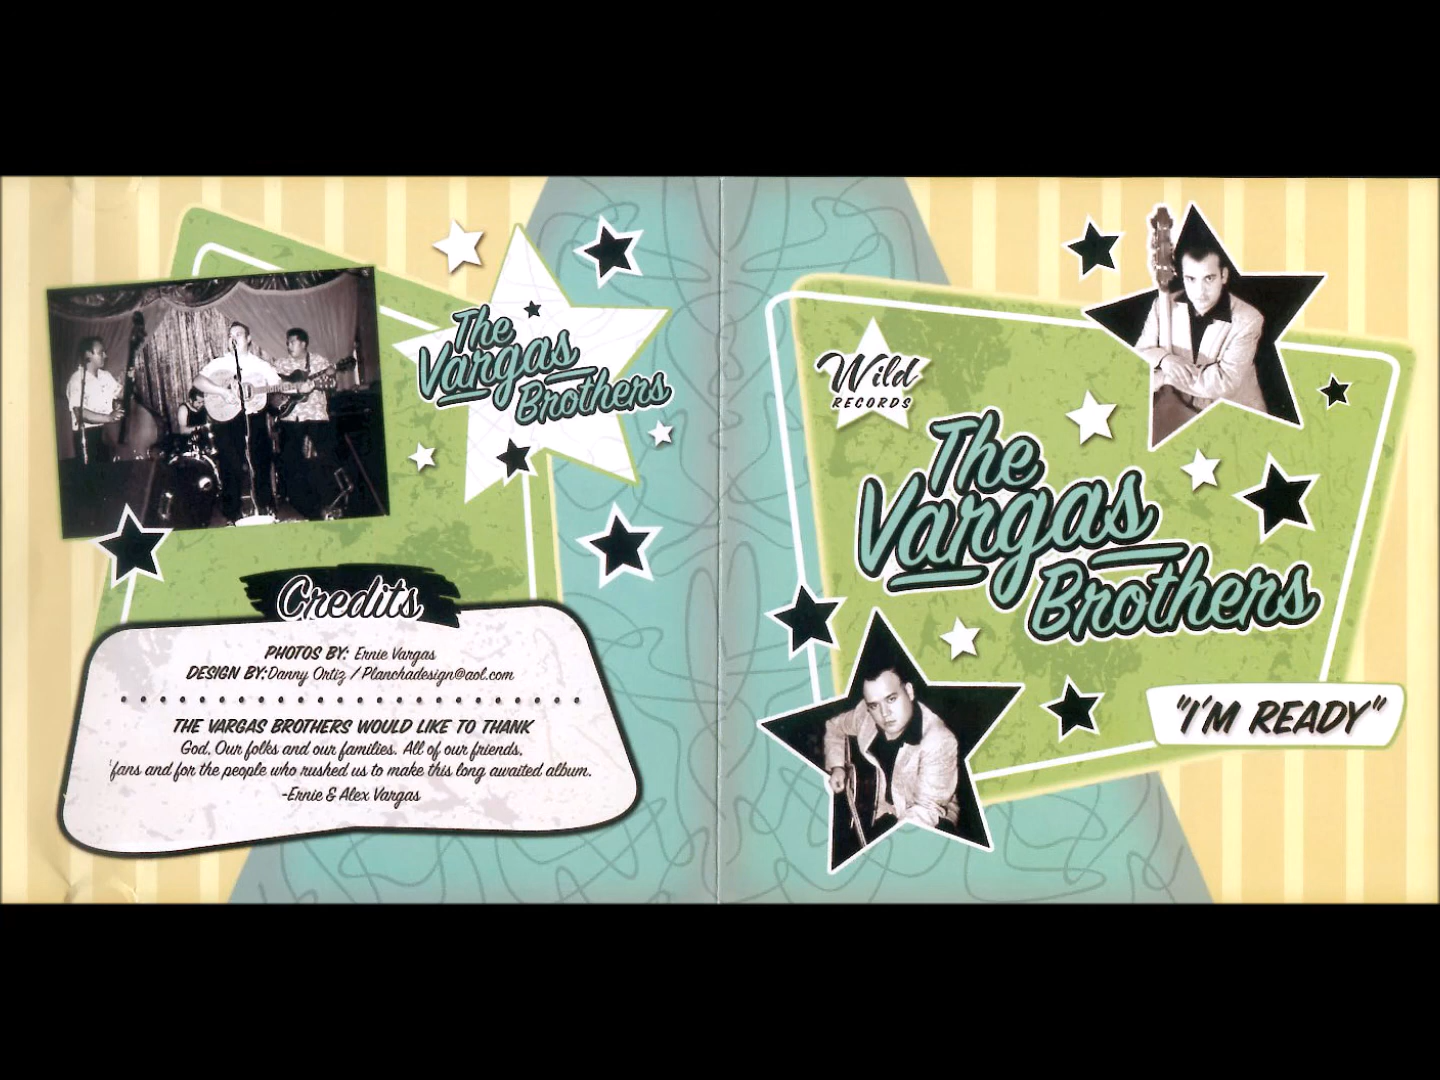 The
Vargas
Brothers
Credits
PHOTOS BY: Ernie Vargas
DESIGN BY: Danny Ortiz / Planchadesign@aol.com
THE VARGAS BROTHERS WOULD LIKE TO THANK
God, Our folks and our families. All of our friends,
fans and for the people who rushed us to make this long awaited album.
-Ernie & Alex Vargas
Wild
RECORDS
The
Vargas
Brothers
"I'M READY"